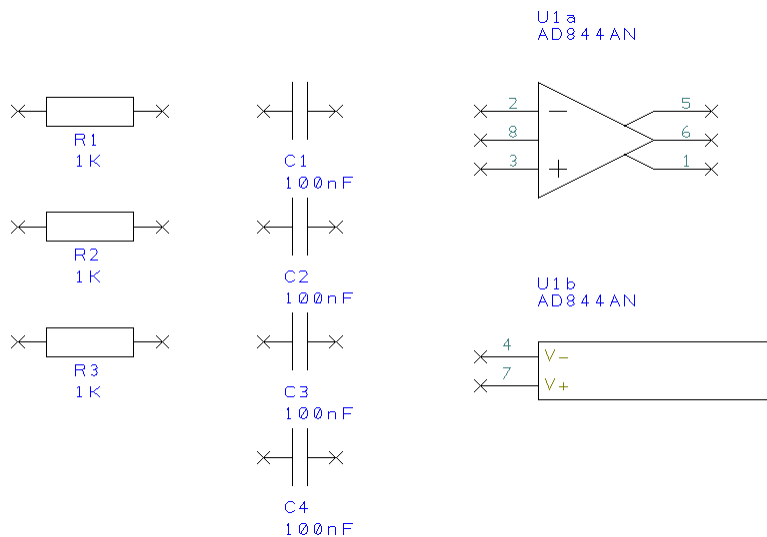 U1a
AD844AN
2
5
8
6
3
1
−
+
R1
1K
C1
100nF
R2
1K
C2
100nF
U1b
AD844AN
4
V−
7
V+
R3
1K
C3
100nF
C4
100nF